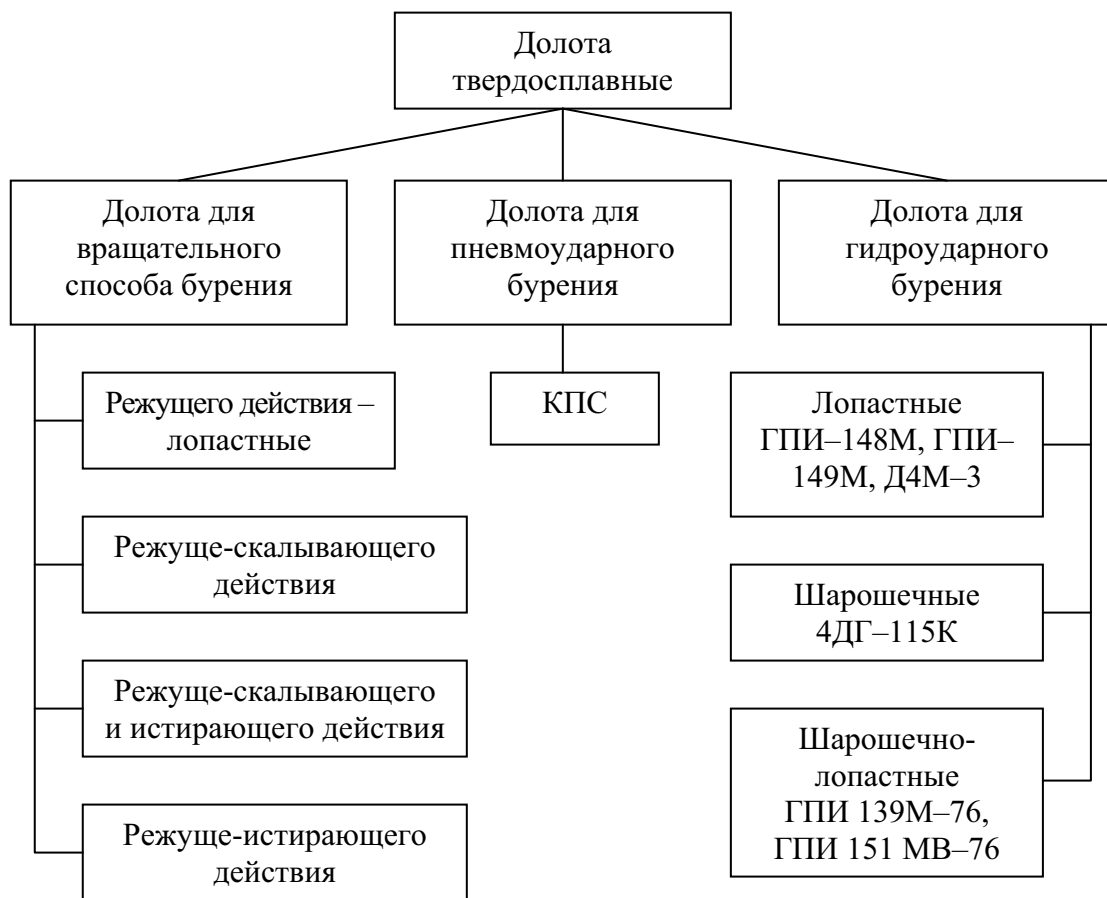 Долота
твердосплавные
Долота для
вращательного
способа бурения
Долота для
пневмоударного
бурения
Долота для
гидроударного
бурения
Режущего действия –
лопастные
Режуще-скалывающего
действия
Режуще-скалывающего
и истирающего действия
Режуще-истирающего
действия
КПС
Лопастные
ГПИ–148М, ГПИ–
149М, Д4М–3
Шарошечные
4ДГ–115К
Шарошечно-
лопастные
ГПИ 139М–76,
ГПИ 151 МВ–76